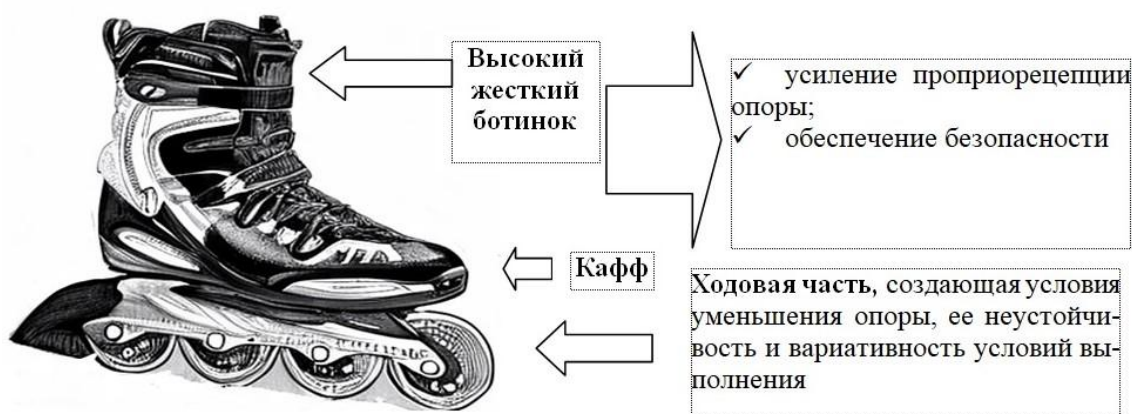 Высокий
жесткий
ботинок
✓ усиление проприорецепции
опоры;
✓ обеспечение безопасности
Кафф
Ходовая часть, создающая условия
уменьшения опоры, ее неустойчи-
вость и вариативность условий вы-
полнения